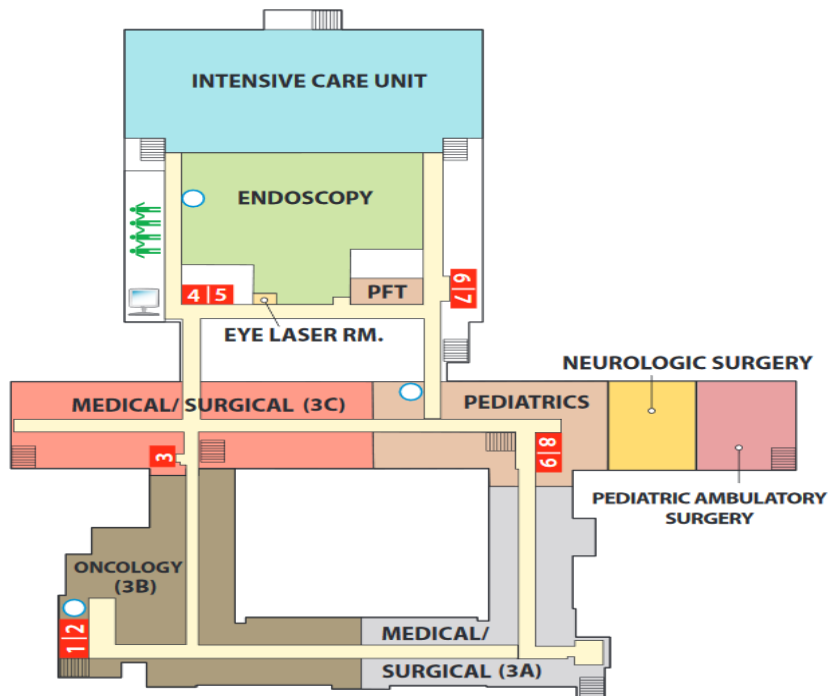 INTENSIVE CARE UNIT
ENDOSCOPY
4|5
PFT
6|7
EYE LASER RM.
NEUROLOGIC SURGERY
MEDICAL/ SURGICAL (3C)
PEDIATRICS
3
9|8
PEDIATRIC AMBULATORY
SURGERY
ONCOLOGY
(3B)
1|2
MEDICAL/
SURGICAL (3A)